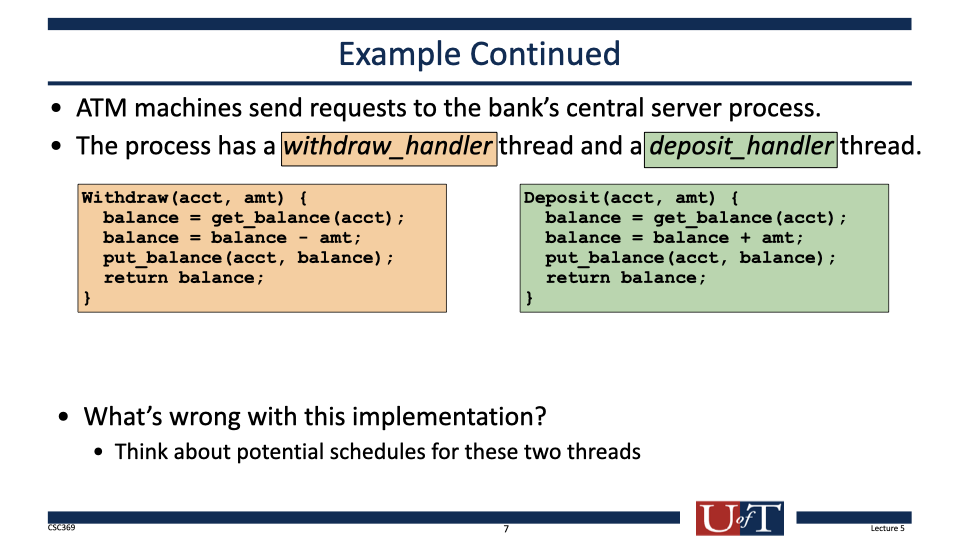 Example Continued
• ATM machines send requests to the bank’s central server process.
• The process has a withdraw_handler thread and a deposit_handler thread.
Withdraw(acct, amt) {
  balance = get_balance(acct);
  balance = balance - amt;
  put_balance(acct, balance);
  return balance;
}
Deposit(acct, amt) {
  balance = get_balance(acct);
  balance = balance + amt;
  put_balance(acct, balance);
  return balance;
}
• What’s wrong with this implementation?
• Think about potential schedules for these two threads
CSC369
7
U of T
Lecture 5